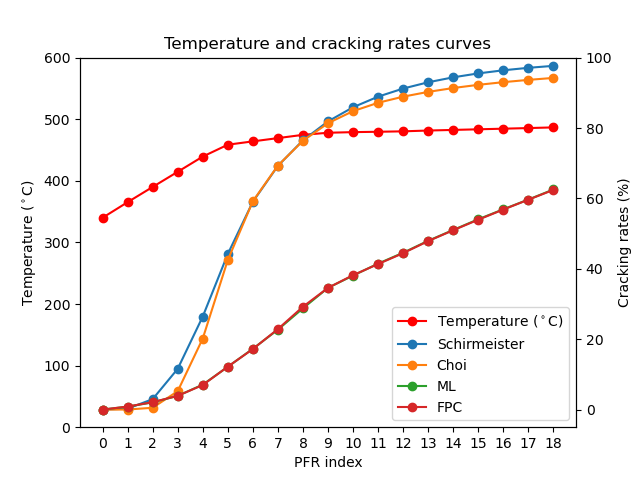 Temperature and cracking rates curves
600
500
400
300
200
100
0
Temperature (°C)
100
80
60
40
20
0
Cracking rates (%)
Temperature (°C)
Schirmeister
Choi
ML
FPC
0 1 2 3 4 5 6 7 8 9 10 11 12 13 14 15 16 17 18
PFR index